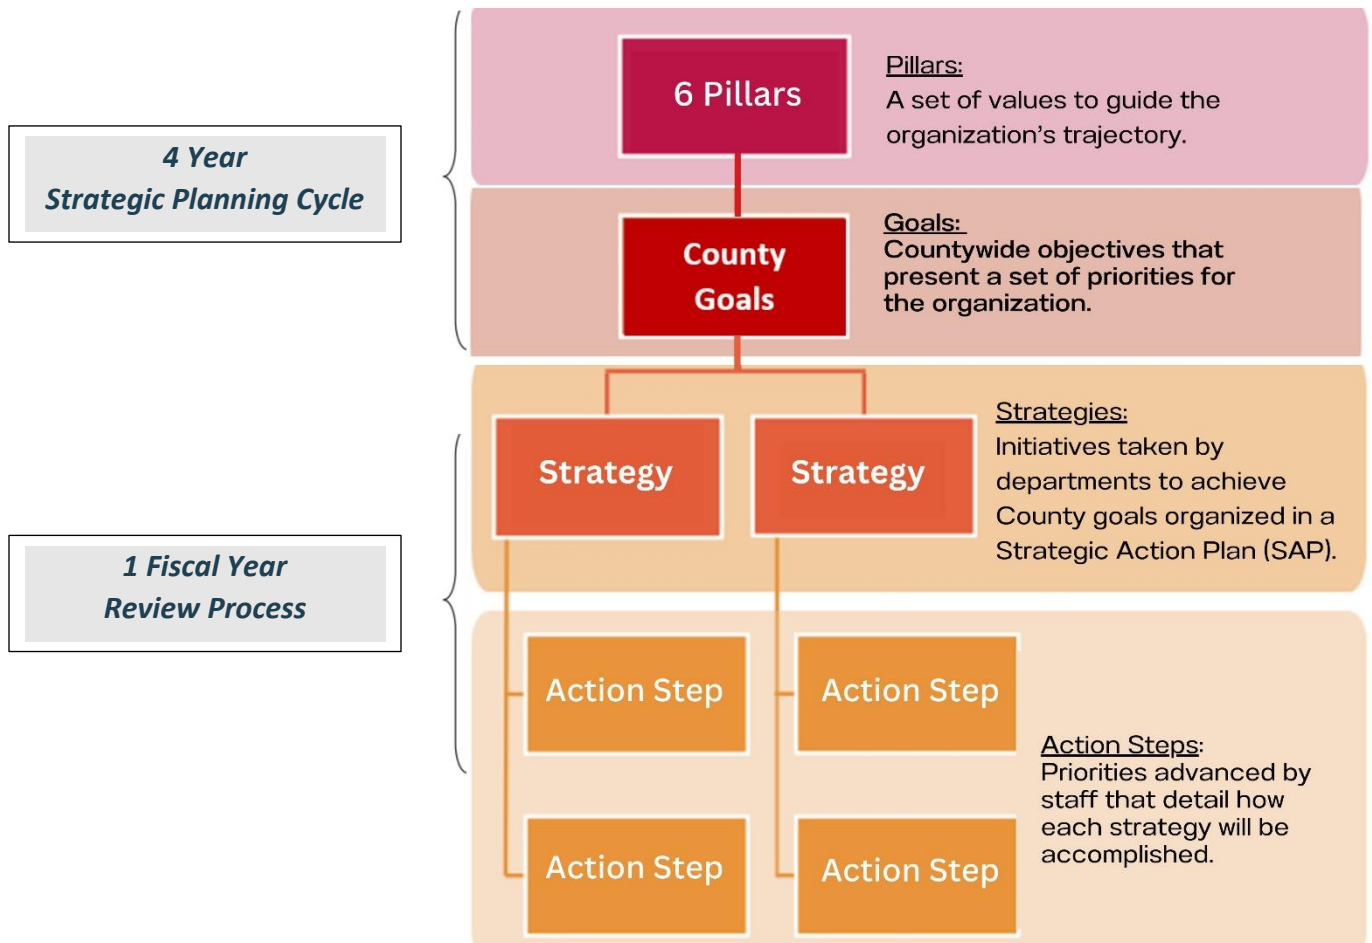 6 Pillars
Pillars:
A set of values to guide the
organization's trajectory.
4 Year
Strategic Planning Cycle
County
Goals
Goals:
Countywide objectives that
present a set of priorities for
the organization.
Strategy
Strategy
Strategies:
Initiatives taken by
departments to achieve
County goals organized in a
Strategic Action Plan (SAP).
1 Fiscal Year
Review Process
Action Step
Action Step
Action Step
Action Step
Action Steps:
Priorities advanced by
staff that detail how
each strategy will be
accomplished.